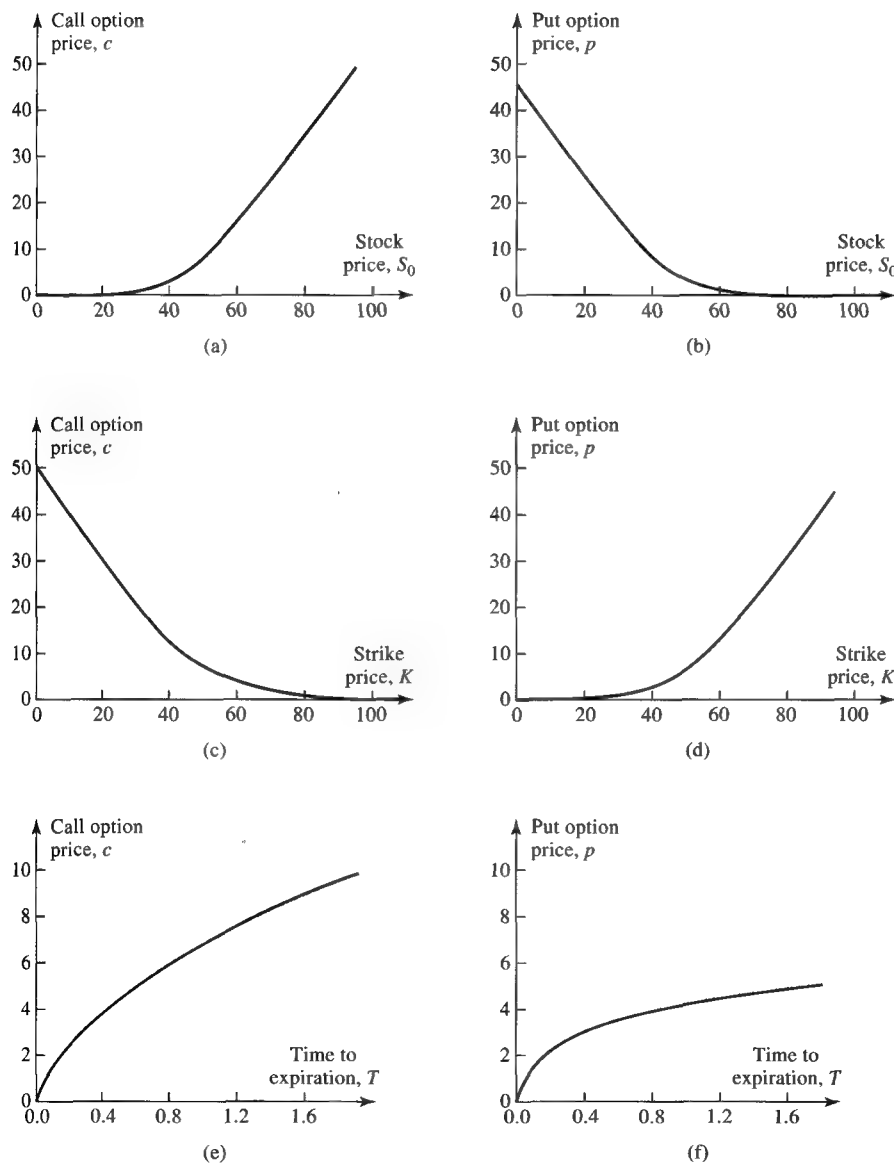 Call option
price, c
50
40
30
20
10
0
Stock
price, S0
0 20 40 60 80 100
(a)
Put option
price, p
50
40
30
20
10
0
Stock
price, S0
0 20 40 60 80 100
(b)
Call option
price, c
50
40
30
20
10
0
Strike
price, K
0 20 40 60 80 100
(c)
Put option
price, p
50
40
30
20
10
0
Strike
price, K
0 20 40 60 80 100
(d)
Call option
price, c
10
8
6
4
2
0
Time to
expiration, T
0.0 0.4 0.8 1.2 1.6
(e)
Put option
price, p
10
8
6
4
2
0
Time to
expiration, T
0.0 0.4 0.8 1.2 1.6
(f)